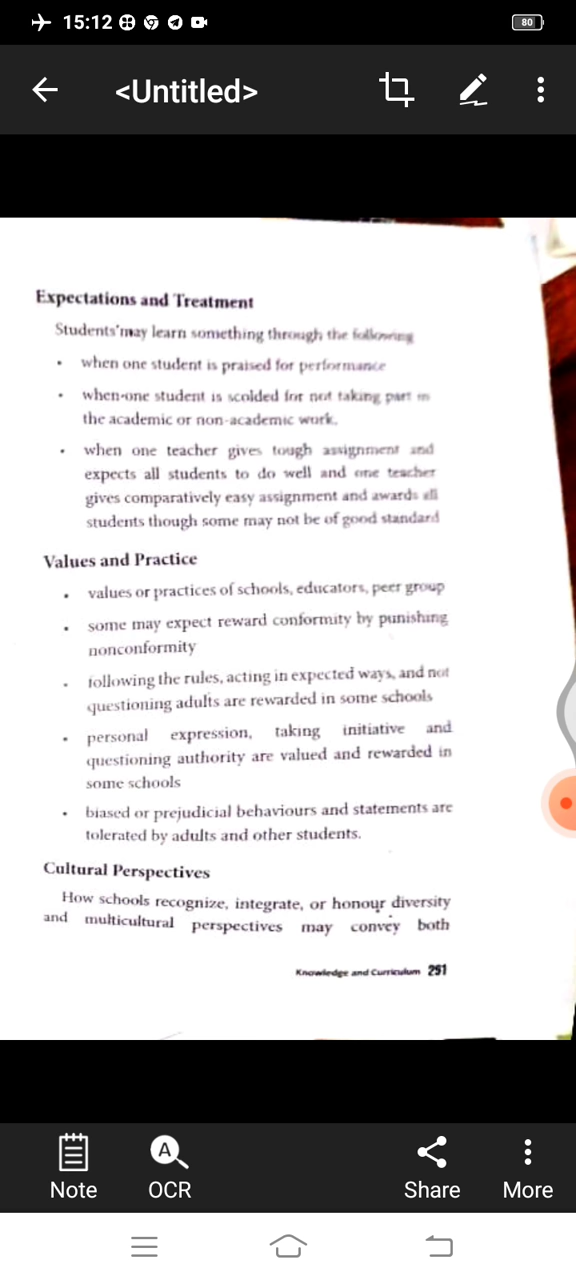 15:12
80
<Untitled>
Expectations and Treatment
Students'may learn something through the following
• when one student is praised for performance
• when-one student is scolded for not taking part in
the academic or non-academic work.
• when one teacher gives tough assignment and
expects all students to do well and one teacher
gives comparatively easy assignment and awards all
students though some may not be of good standard
Values and Practice
• values or practices of schools, educators, peer group
• some may expect reward conformity by punishing
nonconformity
• following the rules, acting in expected ways, and not
questioning adults are rewarded in some schools
• personal expression, taking initiative and
questioning authority are valued and rewarded in
some schools
• biased or prejudicial behaviours and statements are
tolerated by adults and other students.
Cultural Perspectives
How schools recognize, integrate, or honour diversity
and multicultural perspectives may convey both
Knowledge and Curriculum 251
Note
OCR
Share
More